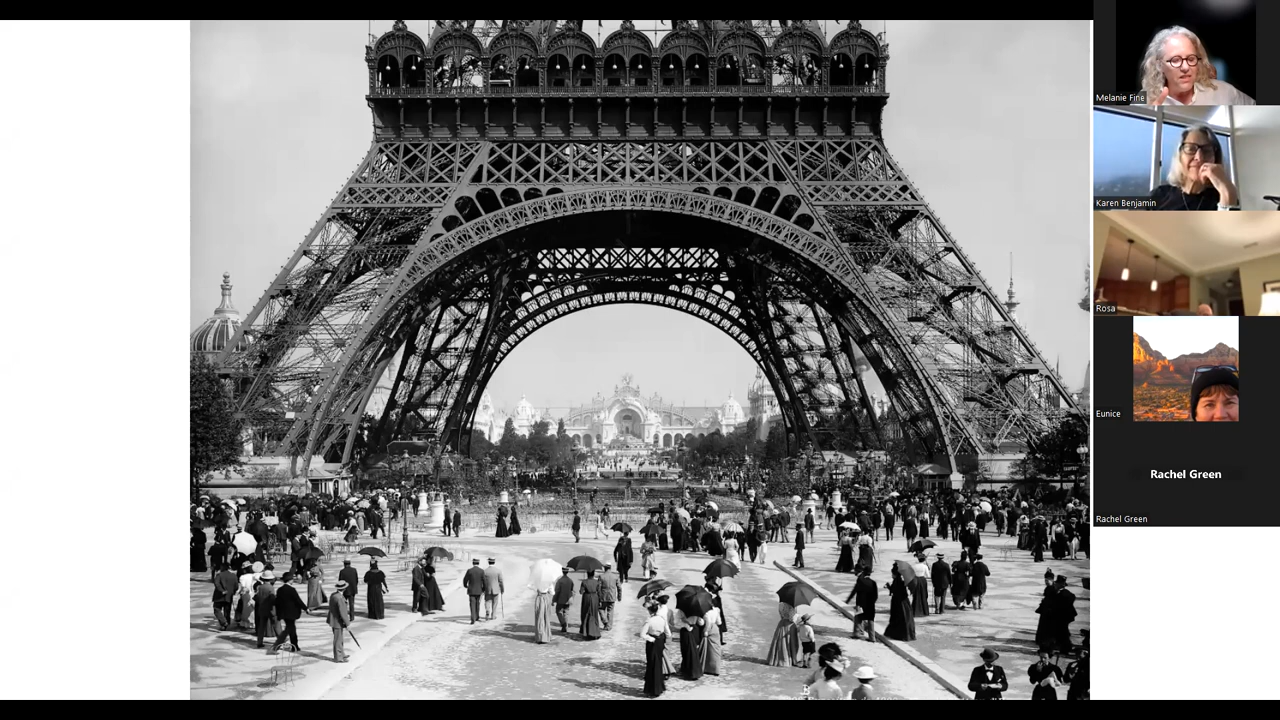 Melanie Fine
Karen Benjamin
Rosa
Eunice
Rachel Green
Rachel Green